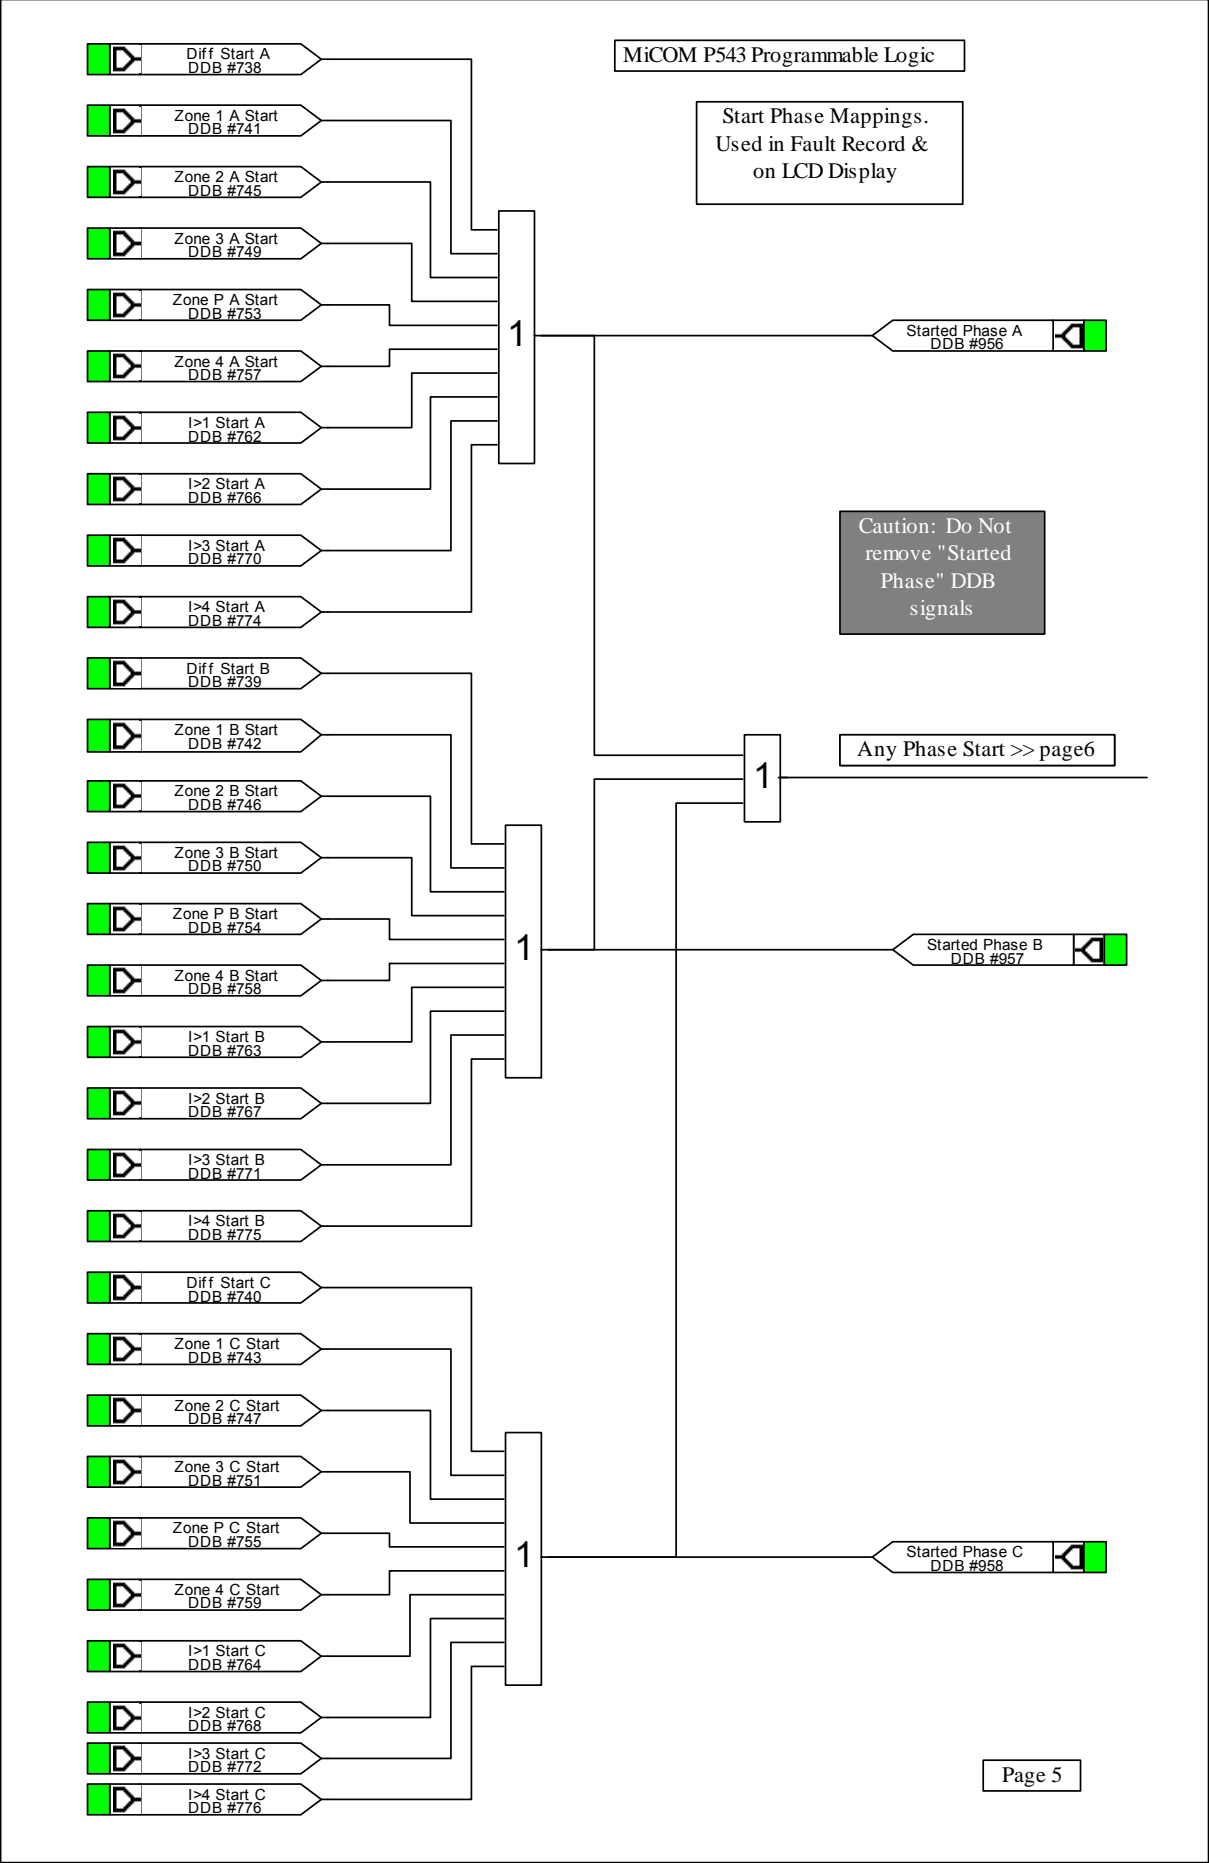 MiCOM P543 Programmable Logic
Start Phase Mappings.
Used in Fault Record &
on LCD Display
Diff Start A
DDB #738
Zone 1 A Start
DDB #741
Zone 2 A Start
DDB #745
Zone 3 A Start
DDB #749
Zone P A Start
DDB #753
Zone 4 A Start
DDB #757
I>1 Start A
DDB #762
I>2 Start A
DDB #766
I>3 Start A
DDB #770
I>4 Start A
DDB #774
1
Started Phase A
DDB #956
Caution: Do Not
remove "Started
Phase" DDB
signals
Diff Start B
DDB #739
Zone 1 B Start
DDB #742
Zone 2 B Start
DDB #746
Zone 3 B Start
DDB #750
Zone P B Start
DDB #754
Zone 4 B Start
DDB #758
I>1 Start B
DDB #763
I>2 Start B
DDB #767
I>3 Start B
DDB #771
I>4 Start B
DDB #775
1
1
Any Phase Start >> page6
Started Phase B
DDB #957
Diff Start C
DDB #740
Zone 1 C Start
DDB #743
Zone 2 C Start
DDB #747
Zone 3 C Start
DDB #751
Zone P C Start
DDB #755
Zone 4 C Start
DDB #759
I>1 Start C
DDB #764
I>2 Start C
DDB #768
I>3 Start C
DDB #772
I>4 Start C
DDB #776
1
Started Phase C
DDB #958
Page 5